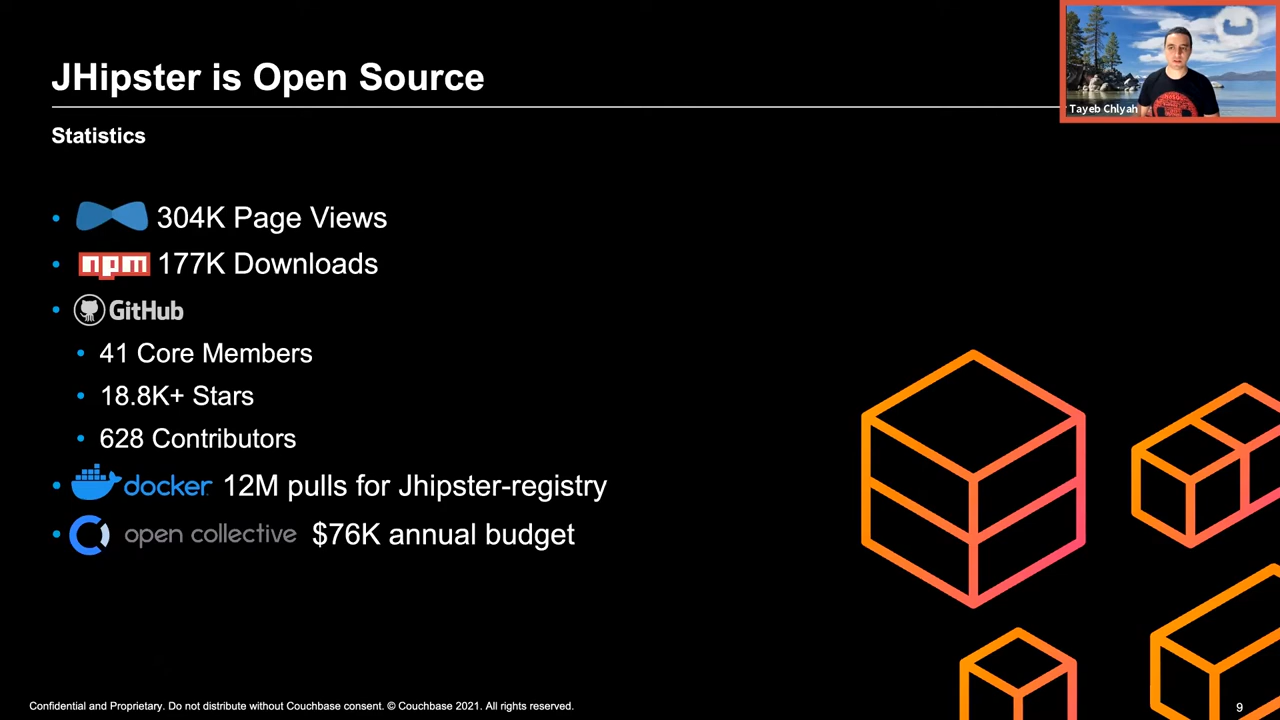 JHipster is Open Source
Tayeb Chlyah
Statistics
304K Page Views
npm 177K Downloads
GitHub
41 Core Members
18.8K+ Stars
628 Contributors
docker 12M pulls for Jhipster-registry
open collective $76K annual budget
Confidential and Proprietary. Do not distribute without Couchbase consent. © Couchbase 2021. All rights reserved.
9